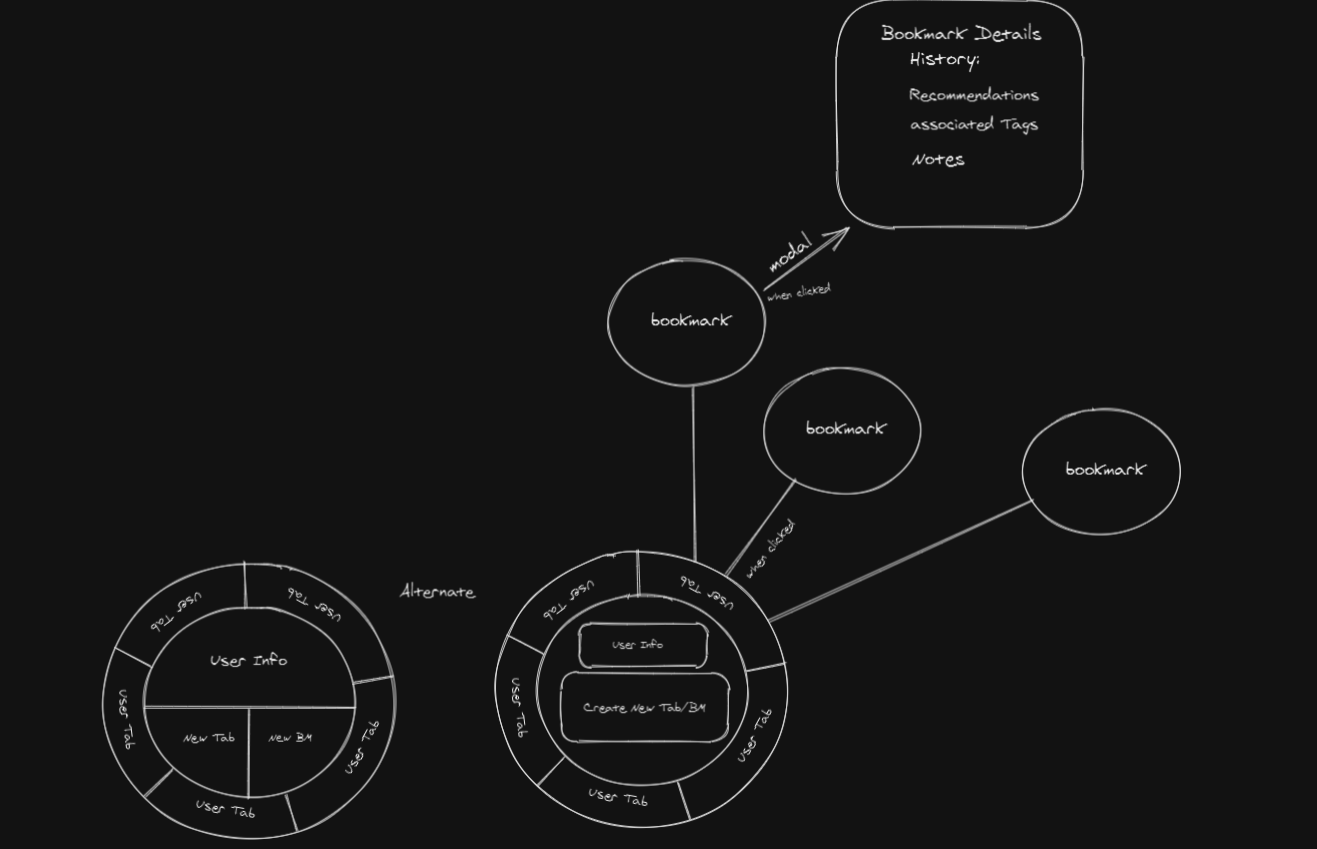 Bookmark Details
History:
Recommendations
associated Tags
Notes
modal
when clicked
bookmark
bookmark
bookmark
when clicked
Alternate
User Tab
User Tab
User Tab
User Tab
User Tab
User Info
New Tab
New BM
User Tab
User Tab
User Tab
User Tab
User Tab
User Info
Create New Tab/BM